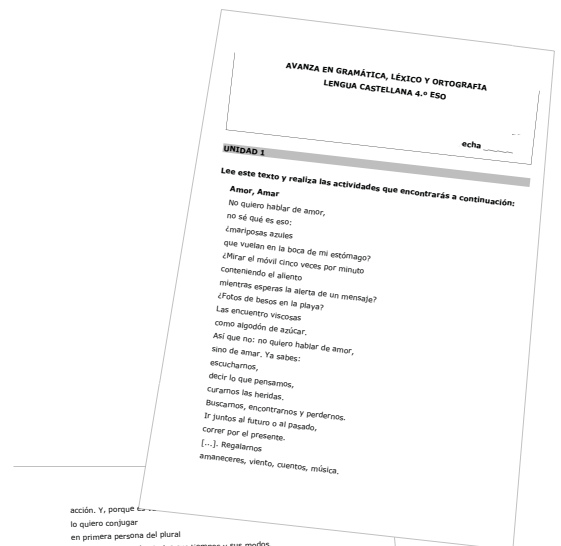 AVANZA EN GRAMÁTICA, LÉXICO Y ORTOGRAFÍA
LENGUA CASTELLANA 4.º ESO
echa ______
UNIDAD 1
Lee este texto y realiza las actividades que encontrarás a continuación:
Amor, Amar
No quiero hablar de amor,
no sé qué es eso:
¿mariposas azules
que vuelan en la boca de mi estómago?
¿Mirar el móvil cinco veces por minuto
conteniendo el aliento
mientras esperas la alerta de un mensaje?
¿Fotos de besos en la playa?
Las encuentro viscosas
como algodón de azúcar.
Así que no: no quiero hablar de amor,
sino de amar. Ya sabes:
escucharnos,
decir lo que pensamos,
curarnos las heridas.
Buscarnos, encontrarnos y perdernos.
Ir juntos al futuro o al pasado,
correr por el presente.
[...]. Regalarnos
amaneceres, viento, cuentos, música.
acción. Y, porque es
lo quiero conjugar
en primera persona del plural
tiempos y sus modos